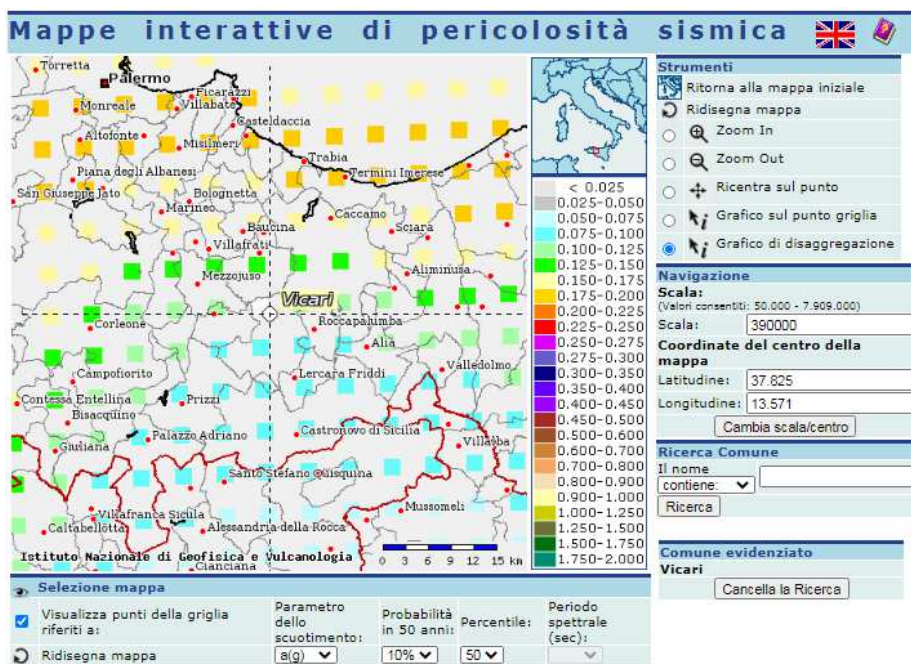 Mappe interattive di pericolosità sismica
Torretta
Palermo
Ficarazzi
Monreale
Villabate
Casteldaccia
Altofonte
Misilmeri
Trabia
Piana degli Albanesi
Termini Imerese
San Giuseppe Jato
Bolognetta
Marineo
Caccamo
Baucina
Sciara
Villafrati
Mezzojuso
Aliminusa
Vicari
Corleone
Roccapalumba
Alia
Campofiorito
Lercara Friddi
Valledolmo
Contessa Entellina
Prizzi
Bisacquino
Palazzo Adriano
Castronovo di Sicilia
Giuliana
Villalba
Santo Stefano Quisquina
Villafranca Sicula
Mussomeli
Caltabellotta
Alessandria della Rocca
Istituto Nazionale di Geofisica e Vulcanologia
Cianciana
0 3 6 9 12 15 km
< 0.025
0.025-0.050
0.050-0.075
0.075-0.100
0.100-0.125
0.125-0.150
0.150-0.175
0.175-0.200
0.200-0.225
0.225-0.250
0.250-0.275
0.275-0.300
0.300-0.350
0.350-0.400
0.400-0.450
0.450-0.500
0.500-0.600
0.600-0.700
0.700-0.800
0.800-0.900
0.900-1.000
1.000-1.250
1.250-1.500
1.500-1.750
1.750-2.000
Strumenti
Ritorna alla mappa iniziale
Ridisegna mappa
Zoom In
Zoom Out
Ricentra sul punto
Grafico sul punto griglia
Grafico di disaggregazione
Navigazione
Scala:
(Valori consentiti: 50.000 - 7.909.000)
Scala: 390000
Coordinate del centro della
mappa
Latitudine: 37.825
Longitudine: 13.571
Cambia scala/centro
Ricerca Comune
Il nome
contiene:
Ricerca
Comune evidenziato
Vicari
Cancella la Ricerca
Selezione mappa
Visualizza punti della griglia
riferiti a:
Parametro
dello
scuotimento:
Probabilità
in 50 anni:
Percentile:
Periodo
spettrale
(sec):
Ridisegna mappa
a(g)
10%
50